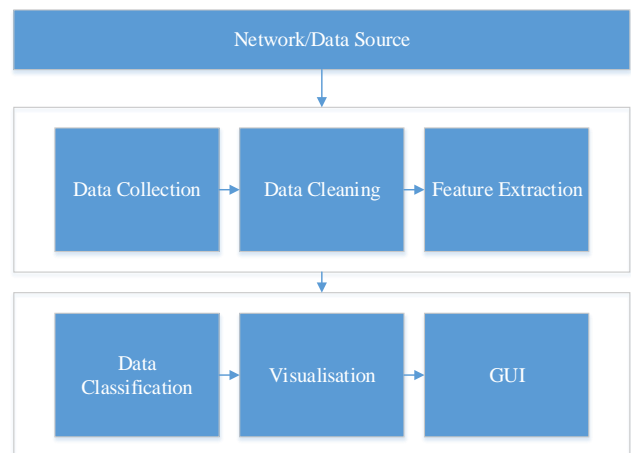 Network/Data Source
Data Collection
Data Cleaning
Feature Extraction
Data
Classification
Visualisation
GUI